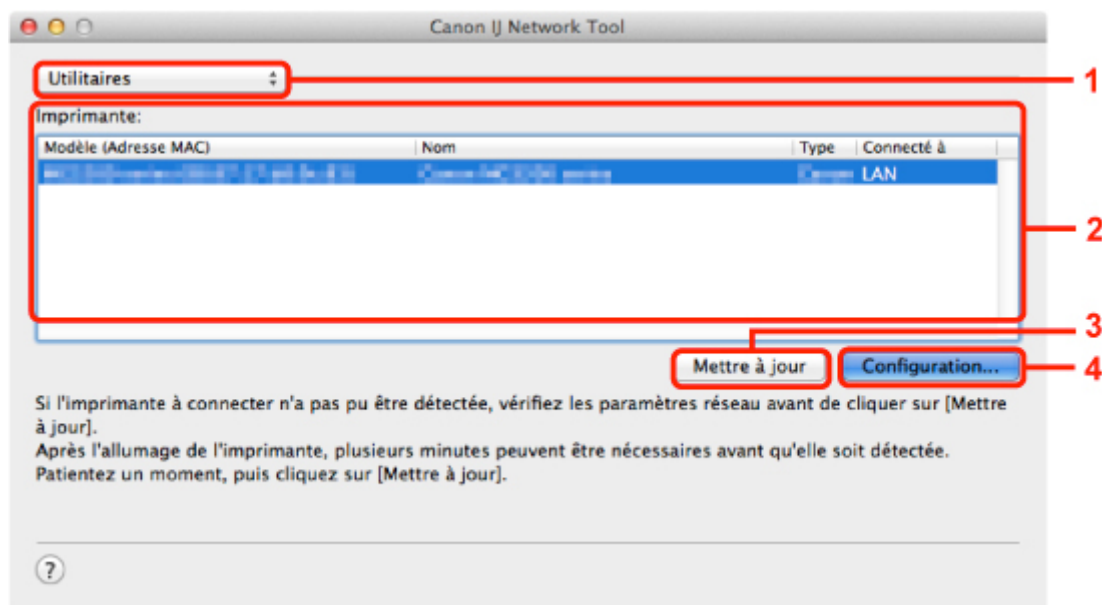 Canon IJ Network Tool
Utilitaires
1
Imprimante:
Modèle (Adresse MAC) Nom Type Connecté à
LAN
2
3
Mettre à jour Configuration...
4
Si l'imprimante à connecter n'a pas pu être détectée, vérifiez les paramètres réseau avant de cliquer sur [Mettre
à jour].
Après l'allumage de l'imprimante, plusieurs minutes peuvent être nécessaires avant qu'elle soit détectée.
Patientez un moment, puis cliquez sur [Mettre à jour].
?